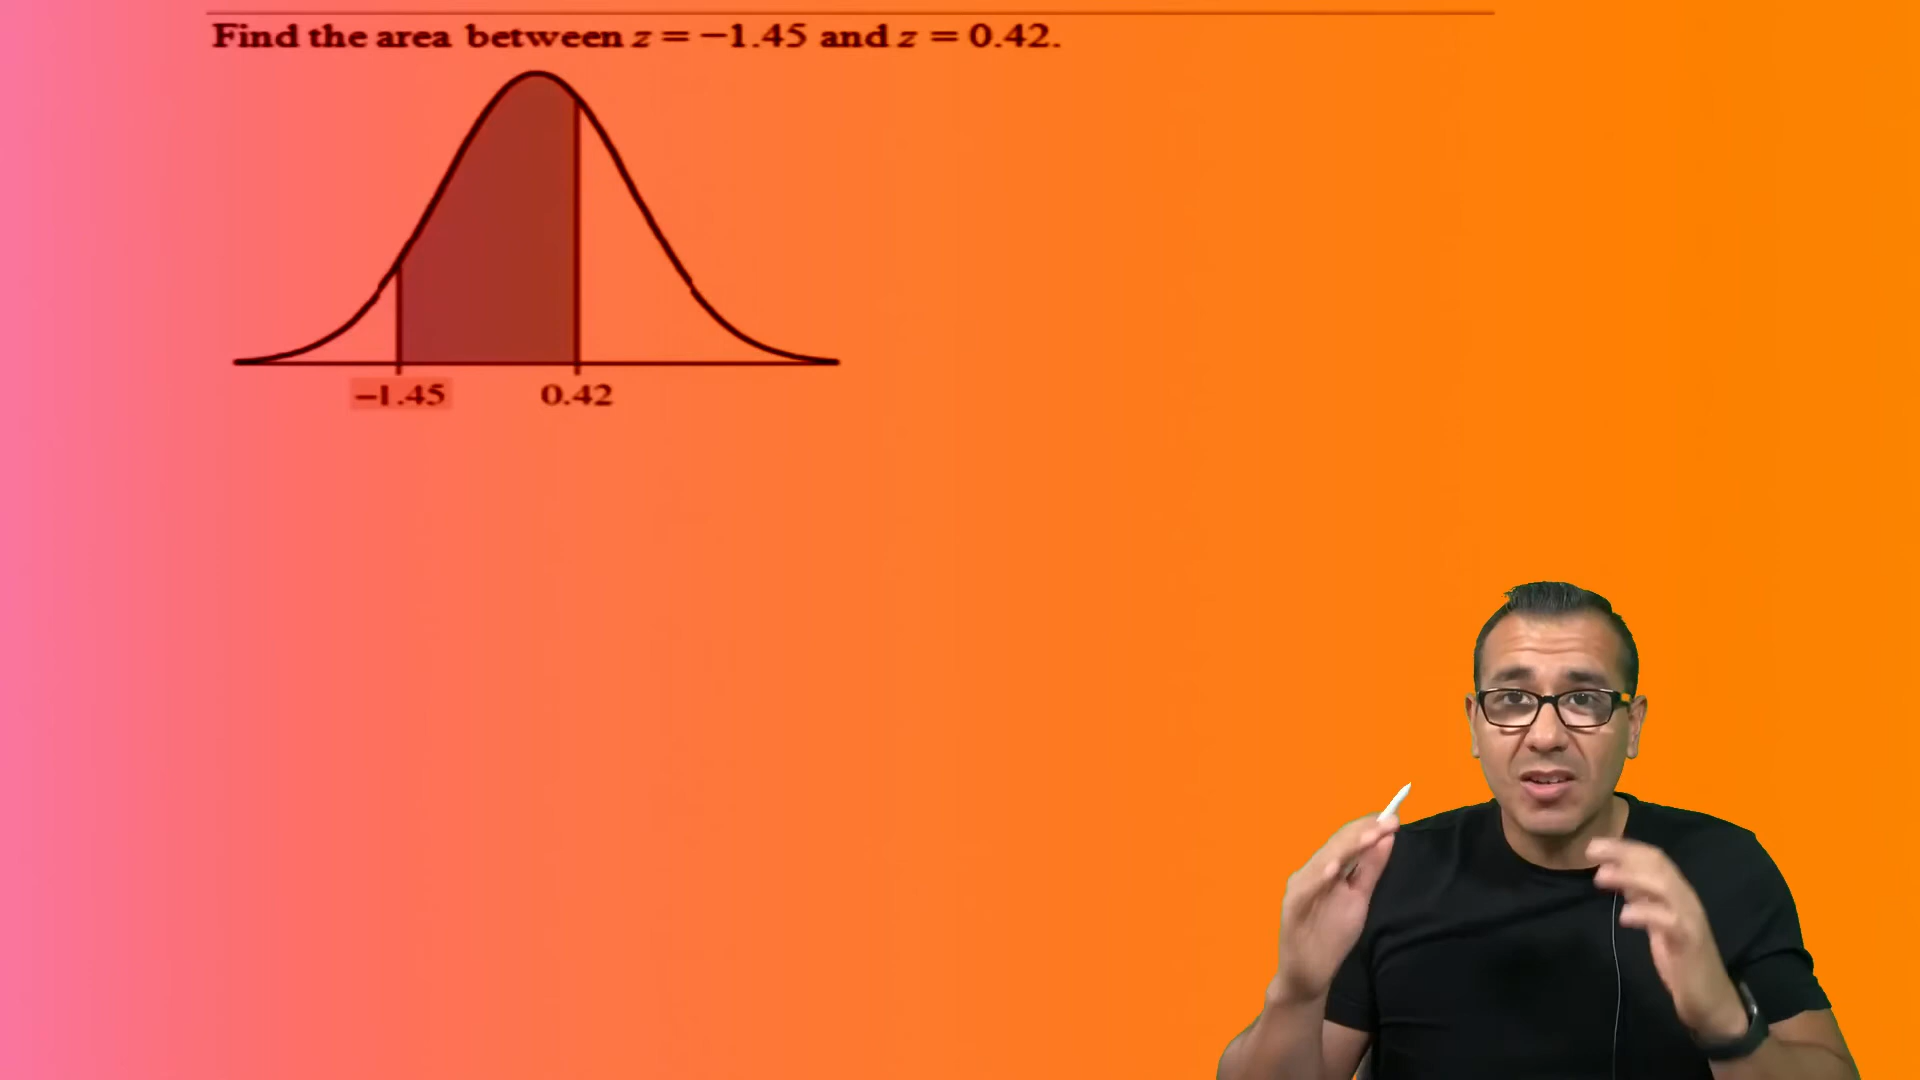 Find the area between z = −1.45 and z = 0.42.
−1.45 0.42